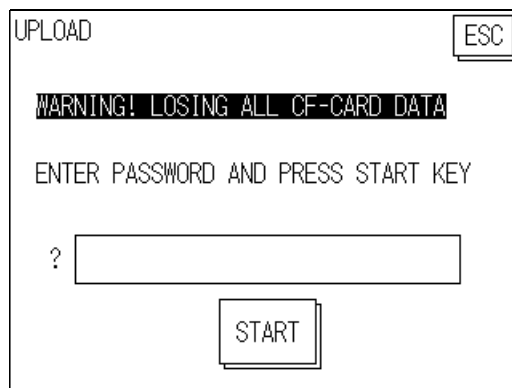 UPLOAD
ESC
WARNING! LOSING ALL CF-CARD DATA
ENTER PASSWORD AND PRESS START KEY
?
START